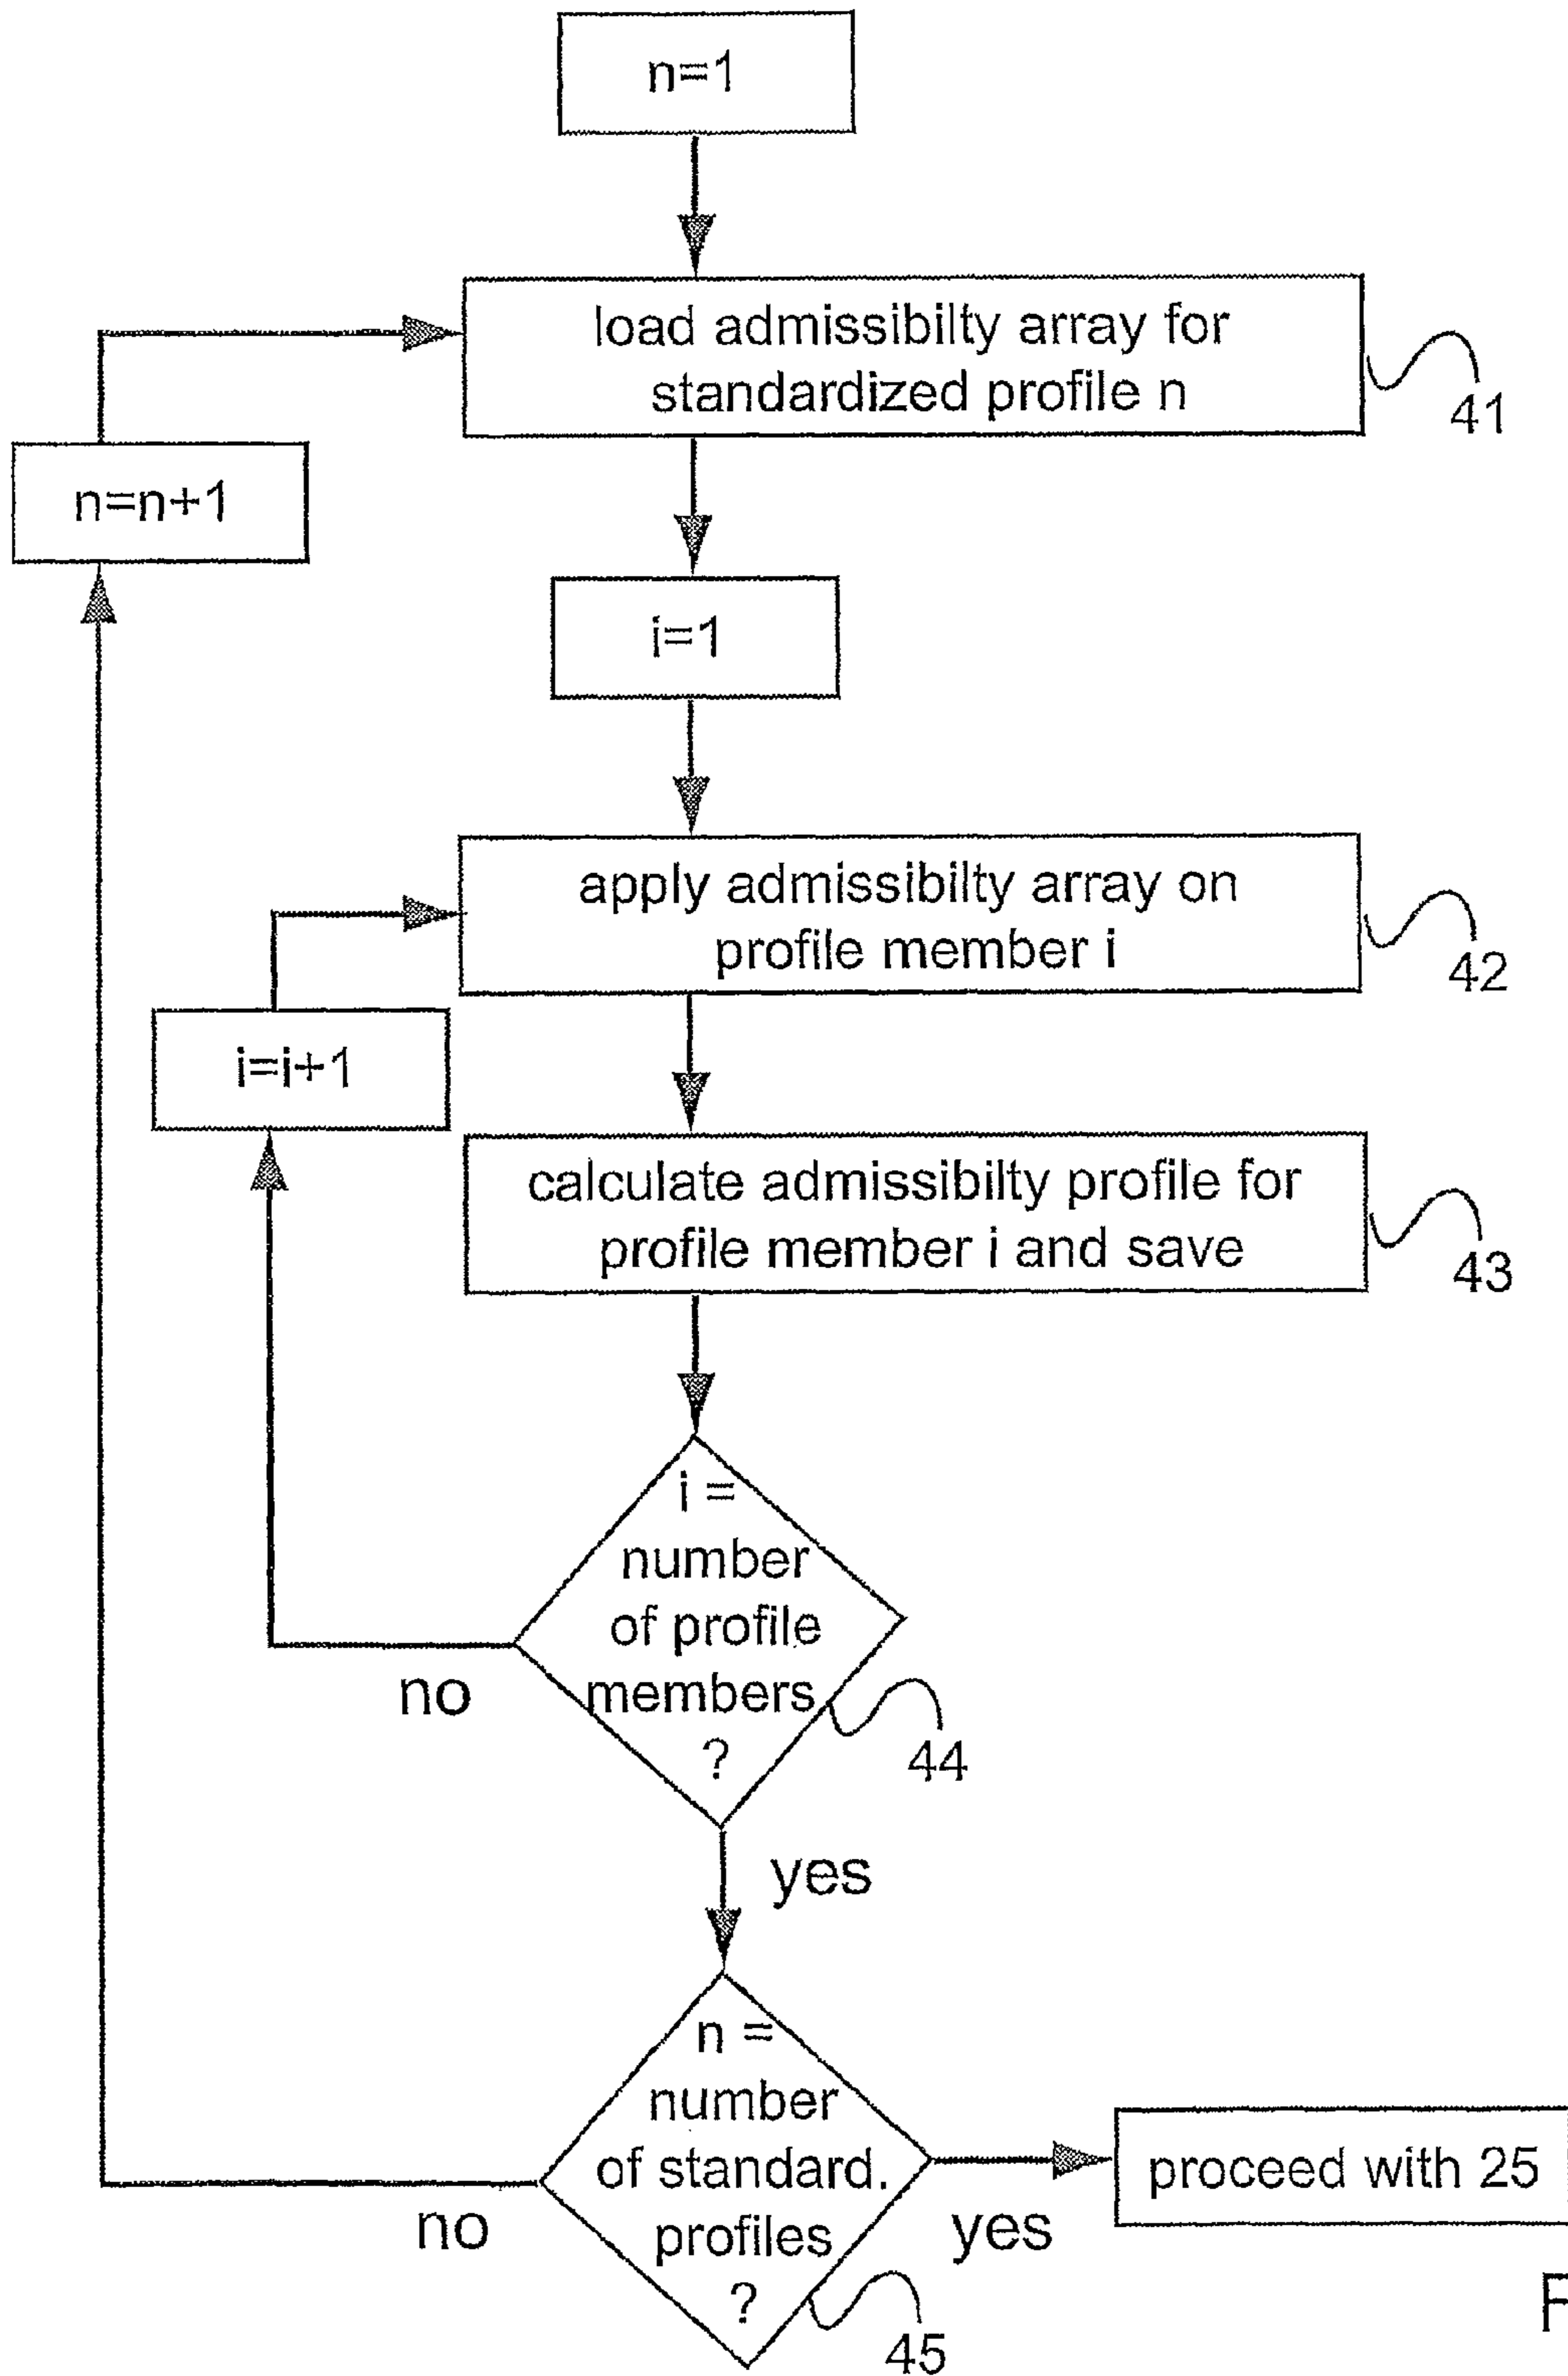 n=1
load admissibilty array for
standardized profile n
41
n=n+1
i=1
apply admissibilty array on
profile member i
42
i=i+1
calculate admissibilty profile for
profile member i and save
43
i =
number
of profile
members
?
no
44
yes
n =
number
of standard.
profiles
?
no
yes
45
proceed with 25
F